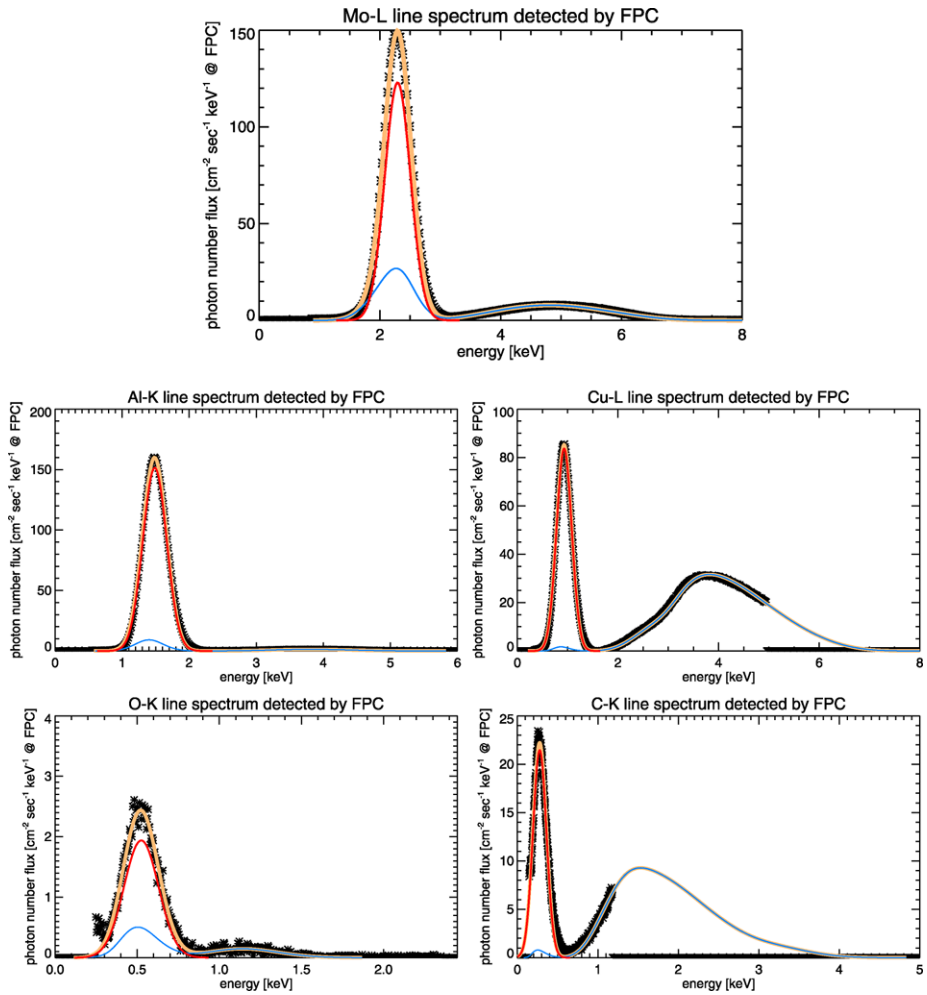 Mo-L line spectrum detected by FPC
photon number flux [cm⁻² sec⁻¹ keV⁻¹ @ FPC]
150
100
50
0
0 2 4 6 8
energy [keV]
Al-K line spectrum detected by FPC
photon number flux [cm⁻² sec⁻¹ keV⁻¹ @ FPC]
200
150
100
50
0
0 1 2 3 4 5 6
energy [keV]
Cu-L line spectrum detected by FPC
photon number flux [cm⁻² sec⁻¹ keV⁻¹ @ FPC]
100
80
60
40
20
0
0 2 4 6 8
energy [keV]
O-K line spectrum detected by FPC
photon number flux [cm⁻² sec⁻¹ keV⁻¹ @ FPC]
4
3
2
1
0
0.0 0.5 1.0 1.5 2.0
energy [keV]
C-K line spectrum detected by FPC
photon number flux [cm⁻² sec⁻¹ keV⁻¹ @ FPC]
25
20
15
10
5
0
0 1 2 3 4 5
energy [keV]